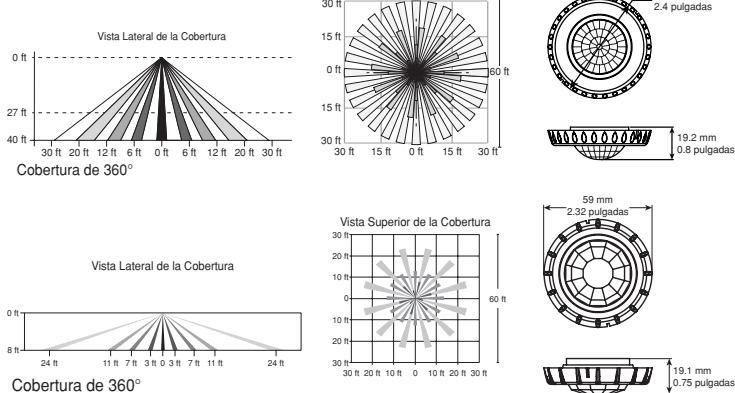 Vista Lateral de la Cobertura
0 ft
27 ft
40 ft
30 ft 20 ft 12 ft 6 ft 0 ft 6 ft 12 ft 20 ft 30 ft
Cobertura de 360°
30 ft
15 ft
0 ft
15 ft
30 ft
60 ft
30 ft 15 ft 0 ft 15 ft 30 ft
2.4 pulgadas
19.2 mm
0.8 pulgadas
Vista Lateral de la Cobertura
0 ft
8 ft
24 ft 11 ft 7 ft 3 ft 0 3 ft 7 ft 11 ft 24 ft
Cobertura de 360°
Vista Superior de la Cobertura
30 ft
20 ft
10 ft
0
10 ft
20 ft
30 ft
60 ft
30 ft 20 ft 10 ft 0 10 ft 20 ft 30 ft
59 mm
2.32 pulgadas
19.1 mm
0.75 pulgadas